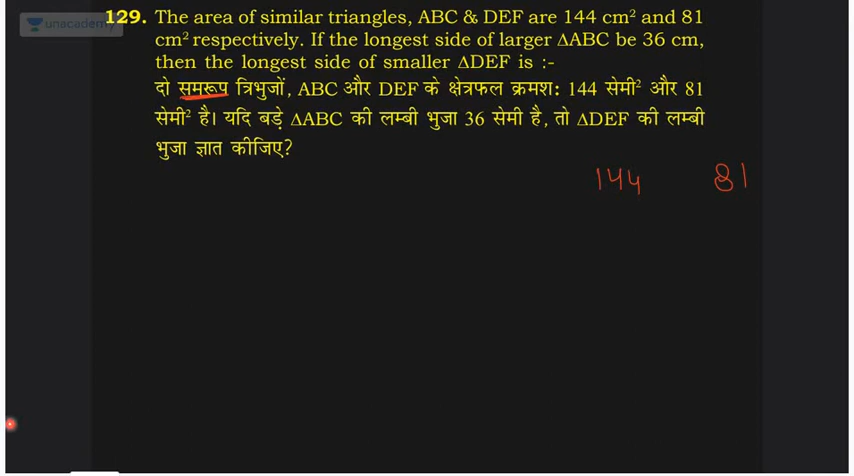 unacademy
129. The area of similar triangles, ABC & DEF are 144 cm² and 81
cm² respectively. If the longest side of larger ΔABC be 36 cm,
then the longest side of smaller ΔDEF is :-
दो समरूप त्रिभुजों, ABC और DEF के क्षेत्रफल क्रमश: 144 सेमी² और 81
सेमी² है। यदि बड़े ΔABC की लम्बी भुजा 36 सेमी है, तो ΔDEF की लम्बी
भुजा ज्ञात कीजिए?
144 81